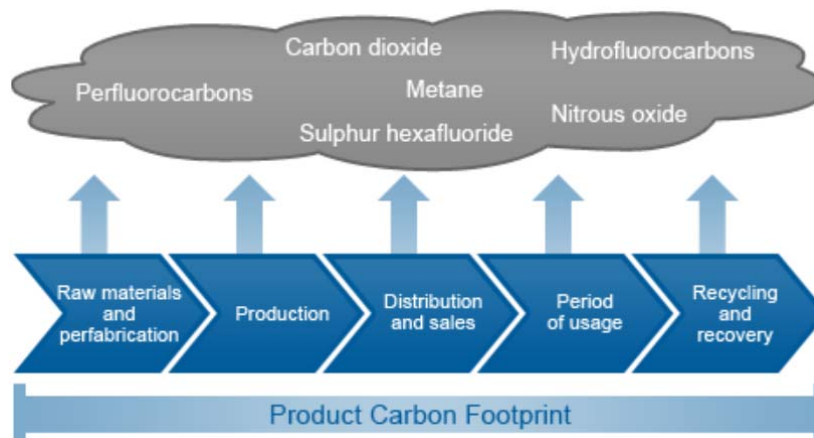 Carbon dioxide
Hydrofluorocarbons
Perfluorocarbons
Metane
Nitrous oxide
Sulphur hexafluoride
Raw materials
and
perfabrication
Production
Distribution
and sales
Period
of usage
Recycling
and
recovery
Product Carbon Footprint